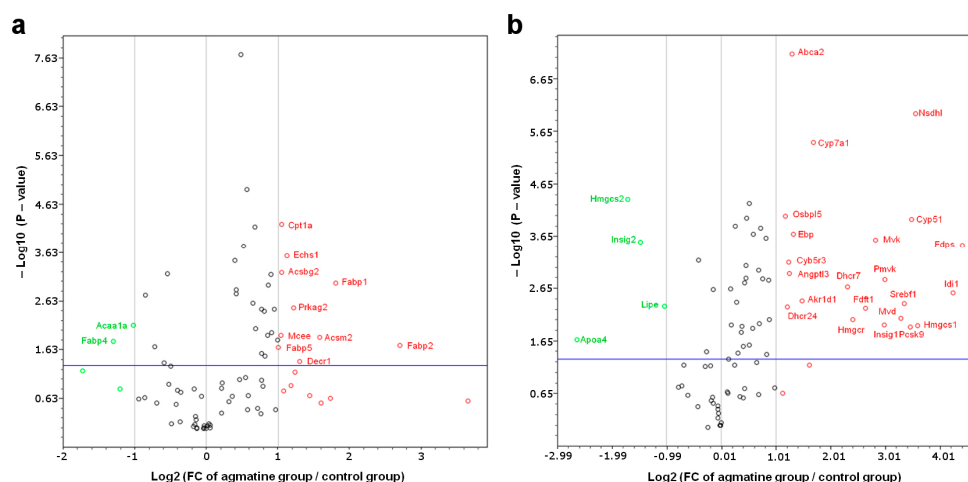 a
b
7.63
6.63
5.63
4.63
3.63
2.63
1.63
0.63
– Log10 (P – value)
Cpt1a
Echs1
Acsbg2
Fabp1
Prkag2
Acaa1a
Fabp4
Mcee
Acsm2
Fabp5
Fabp2
Decr1
-2
-1
0
1
2
3
Log2 (FC of agmatine group / control group)
6.65
5.65
4.65
3.65
2.65
1.65
0.65
– Log10 (P – value)
Abca2
Nsdhl
Cyp7a1
Hmgcs2
Osbpl5
Cyp51
Insig2
Ebp
Mvk
Fdps
Cyb5r3
Angptl3
Dhcr7
Pmvk
Idi1
Lipe
Akr1d1
Srebf1
Dhcr24
Fdft1
Mvd
Hmgcr
Hmgcs1
Insig1
Pcsk9
Apoa4
-2.99
-1.99
-0.99
0.01
1.01
2.01
3.01
4.01
Log2 (FC of agmatine group / control group)